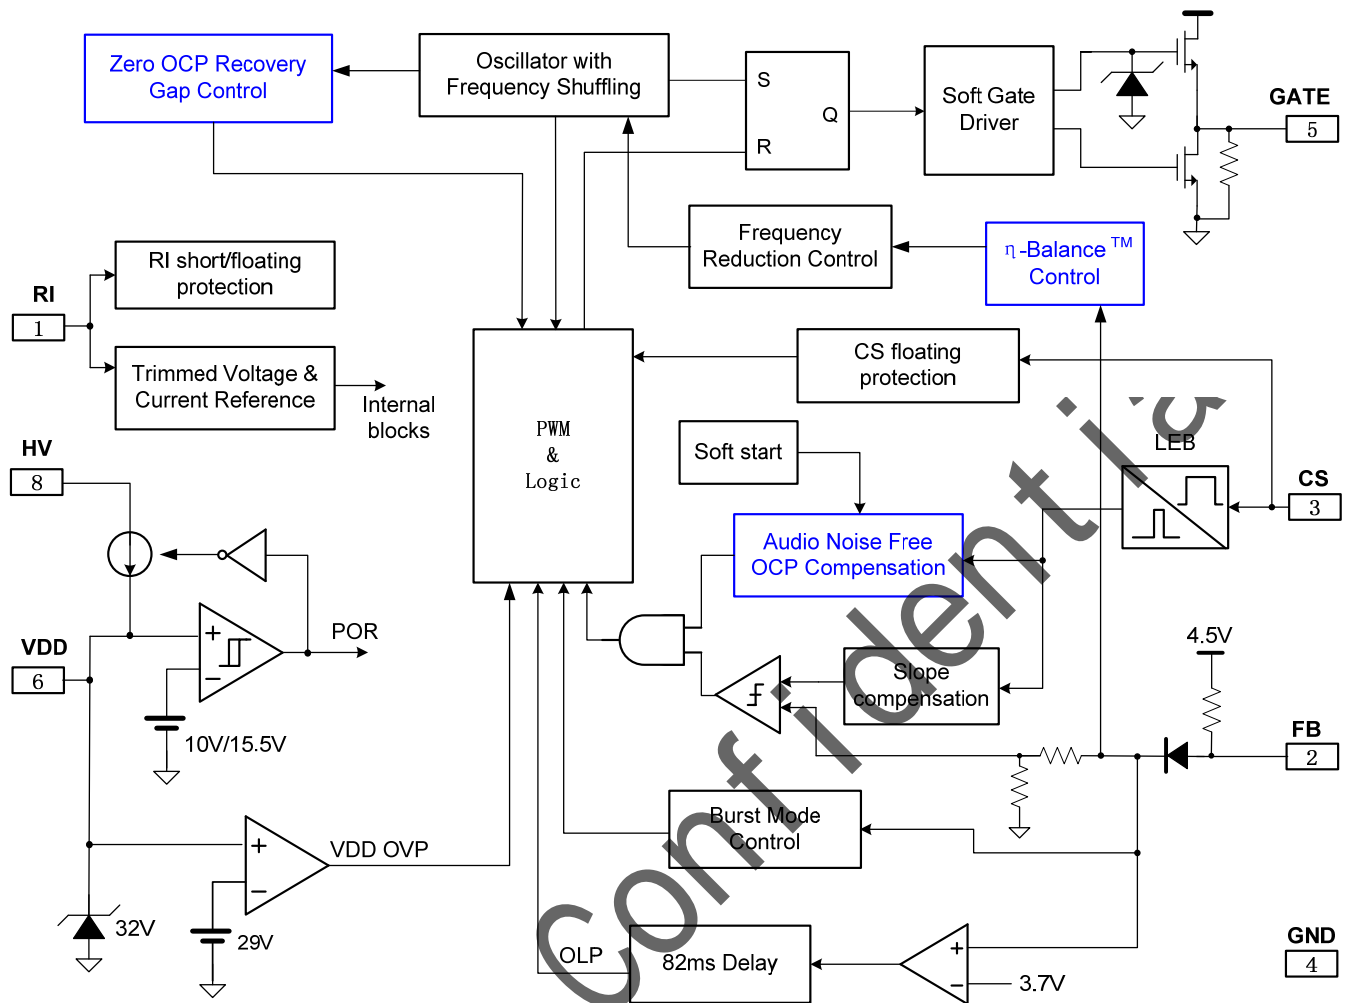 Zero OCP Recovery
Gap Control
Oscillator with
Frequency Shuffling
S
R
Q
Soft Gate
Driver
GATE
5
Frequency
Reduction Control
η-Balance™
Control
RI
1
RI short/floating
protection
Trimmed Voltage &
Current Reference
Internal
blocks
PWM
&
Logic
CS floating
protection
Soft start
LEB
CS
3
HV
8
Audio Noise Free
OCP Compensation
VDD
6
+
−
POR
10V/15.5V
Slope
compensation
4.5V
FB
2
Burst Mode
Control
+
−
VDD OVP
32V
29V
OLP
82ms Delay
+
−
3.7V
GND
4
Confidential